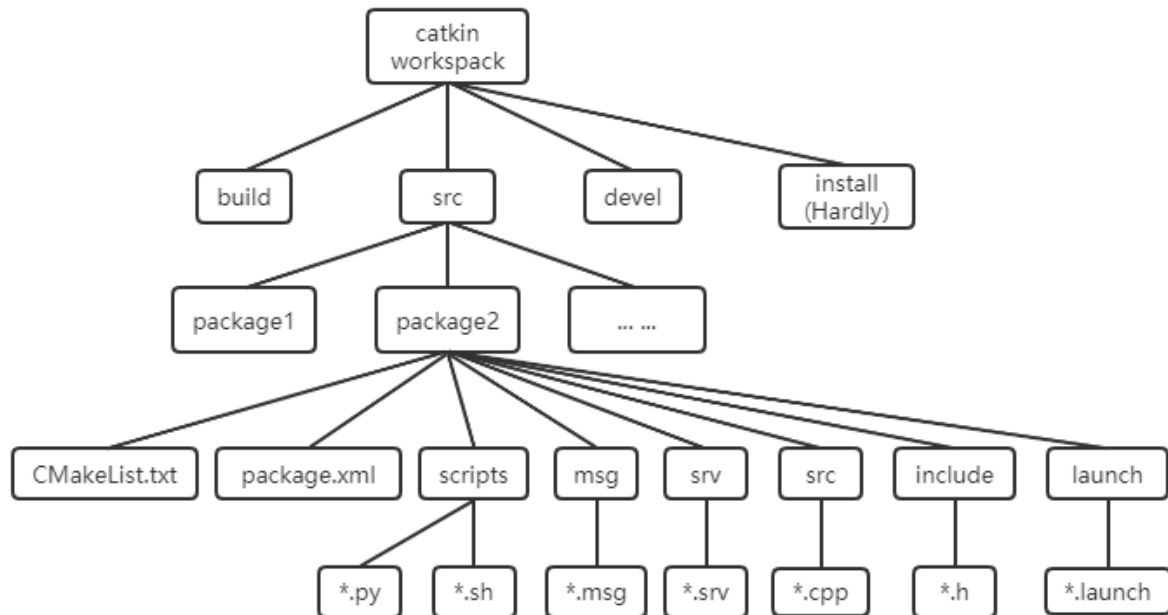 catkin
workspack
build
src
devel
install
(Hardly)
package1
package2
... ...
CMakeList.txt
package.xml
scripts
msg
srv
src
include
launch
*.py
*.sh
*.msg
*.srv
*.cpp
*.h
*.launch